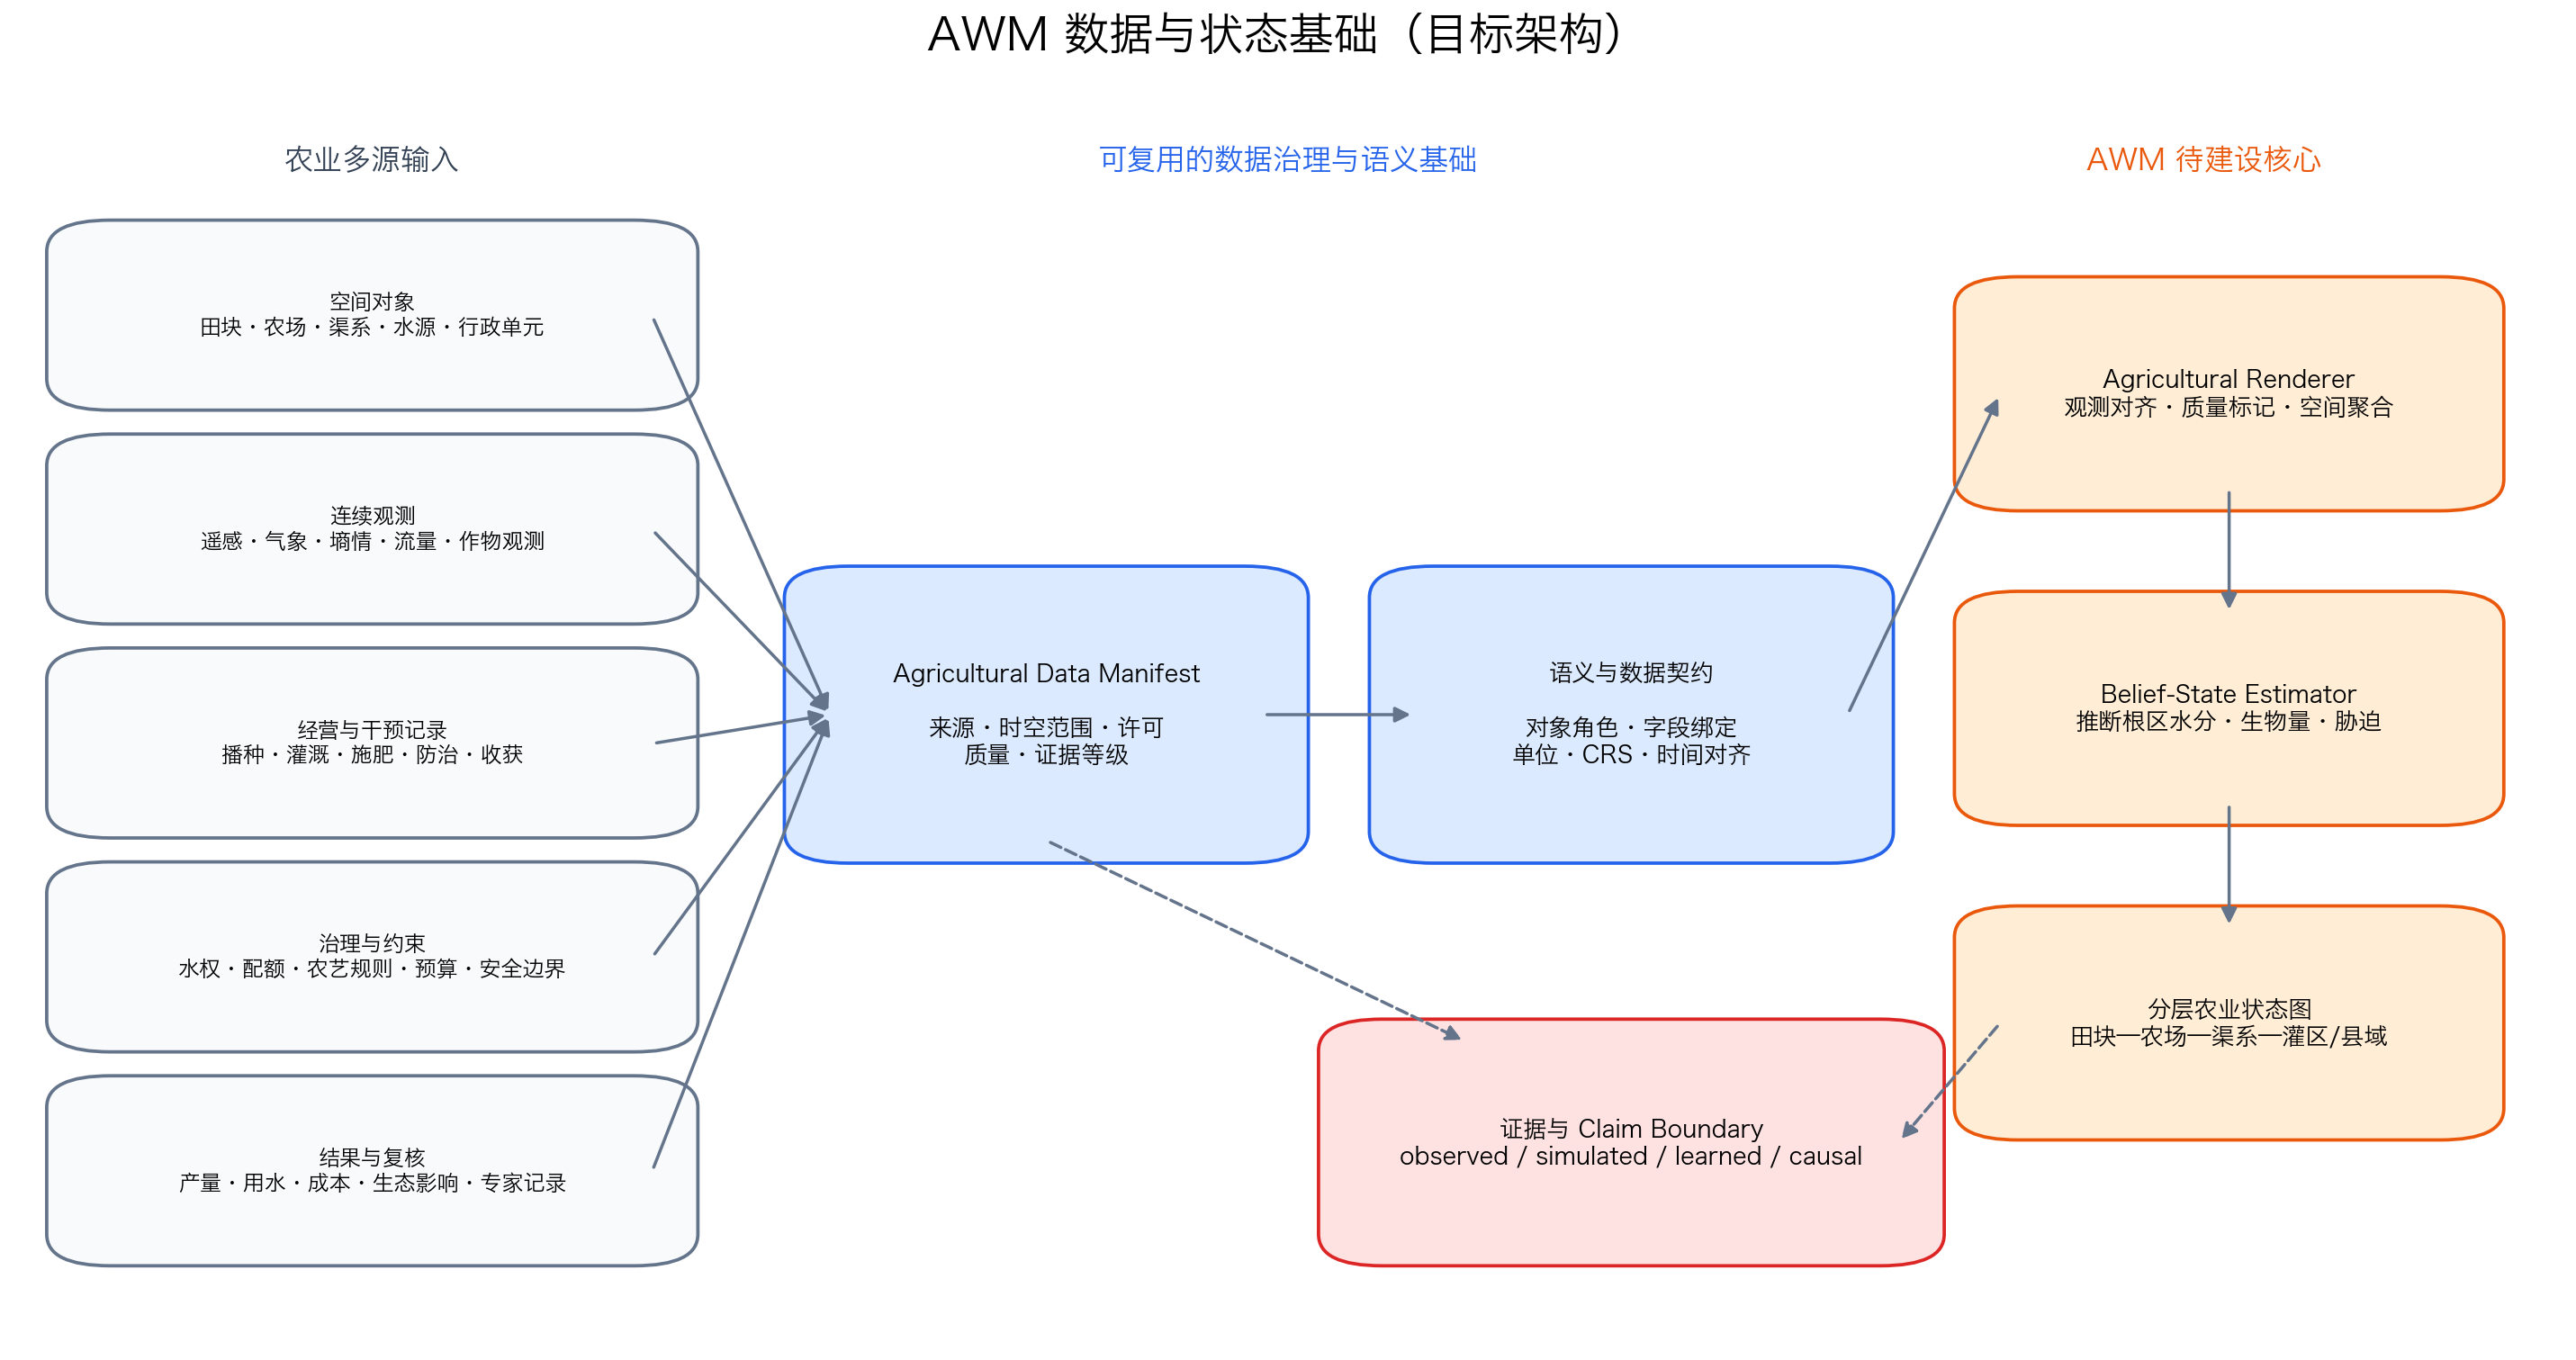 AWM 数据与状态基础（目标架构）
农业多源输入
可复用的数据治理与语义基础
AWM 待建设核心
空间对象
田块・农场・渠系・水源・行政单元
连续观测
遥感・气象・墒情・流量・作物观测
经营与干预记录
播种・灌溉・施肥・防治・收获
治理与约束
水权・配额・农艺规则・预算・安全边界
结果与复核
产量・用水・成本・生态影响・专家记录
Agricultural Data Manifest
来源・时空范围・许可
质量・证据等级
语义与数据契约
对象角色・字段绑定
单位・CRS・时间对齐
Agricultural Renderer
观测对齐・质量标记・空间聚合
Belief-State Estimator
推断根区水分・生物量・胁迫
分层农业状态图
田块—农场—渠系—灌区/县域
证据与 Claim Boundary
observed / simulated / learned / causal